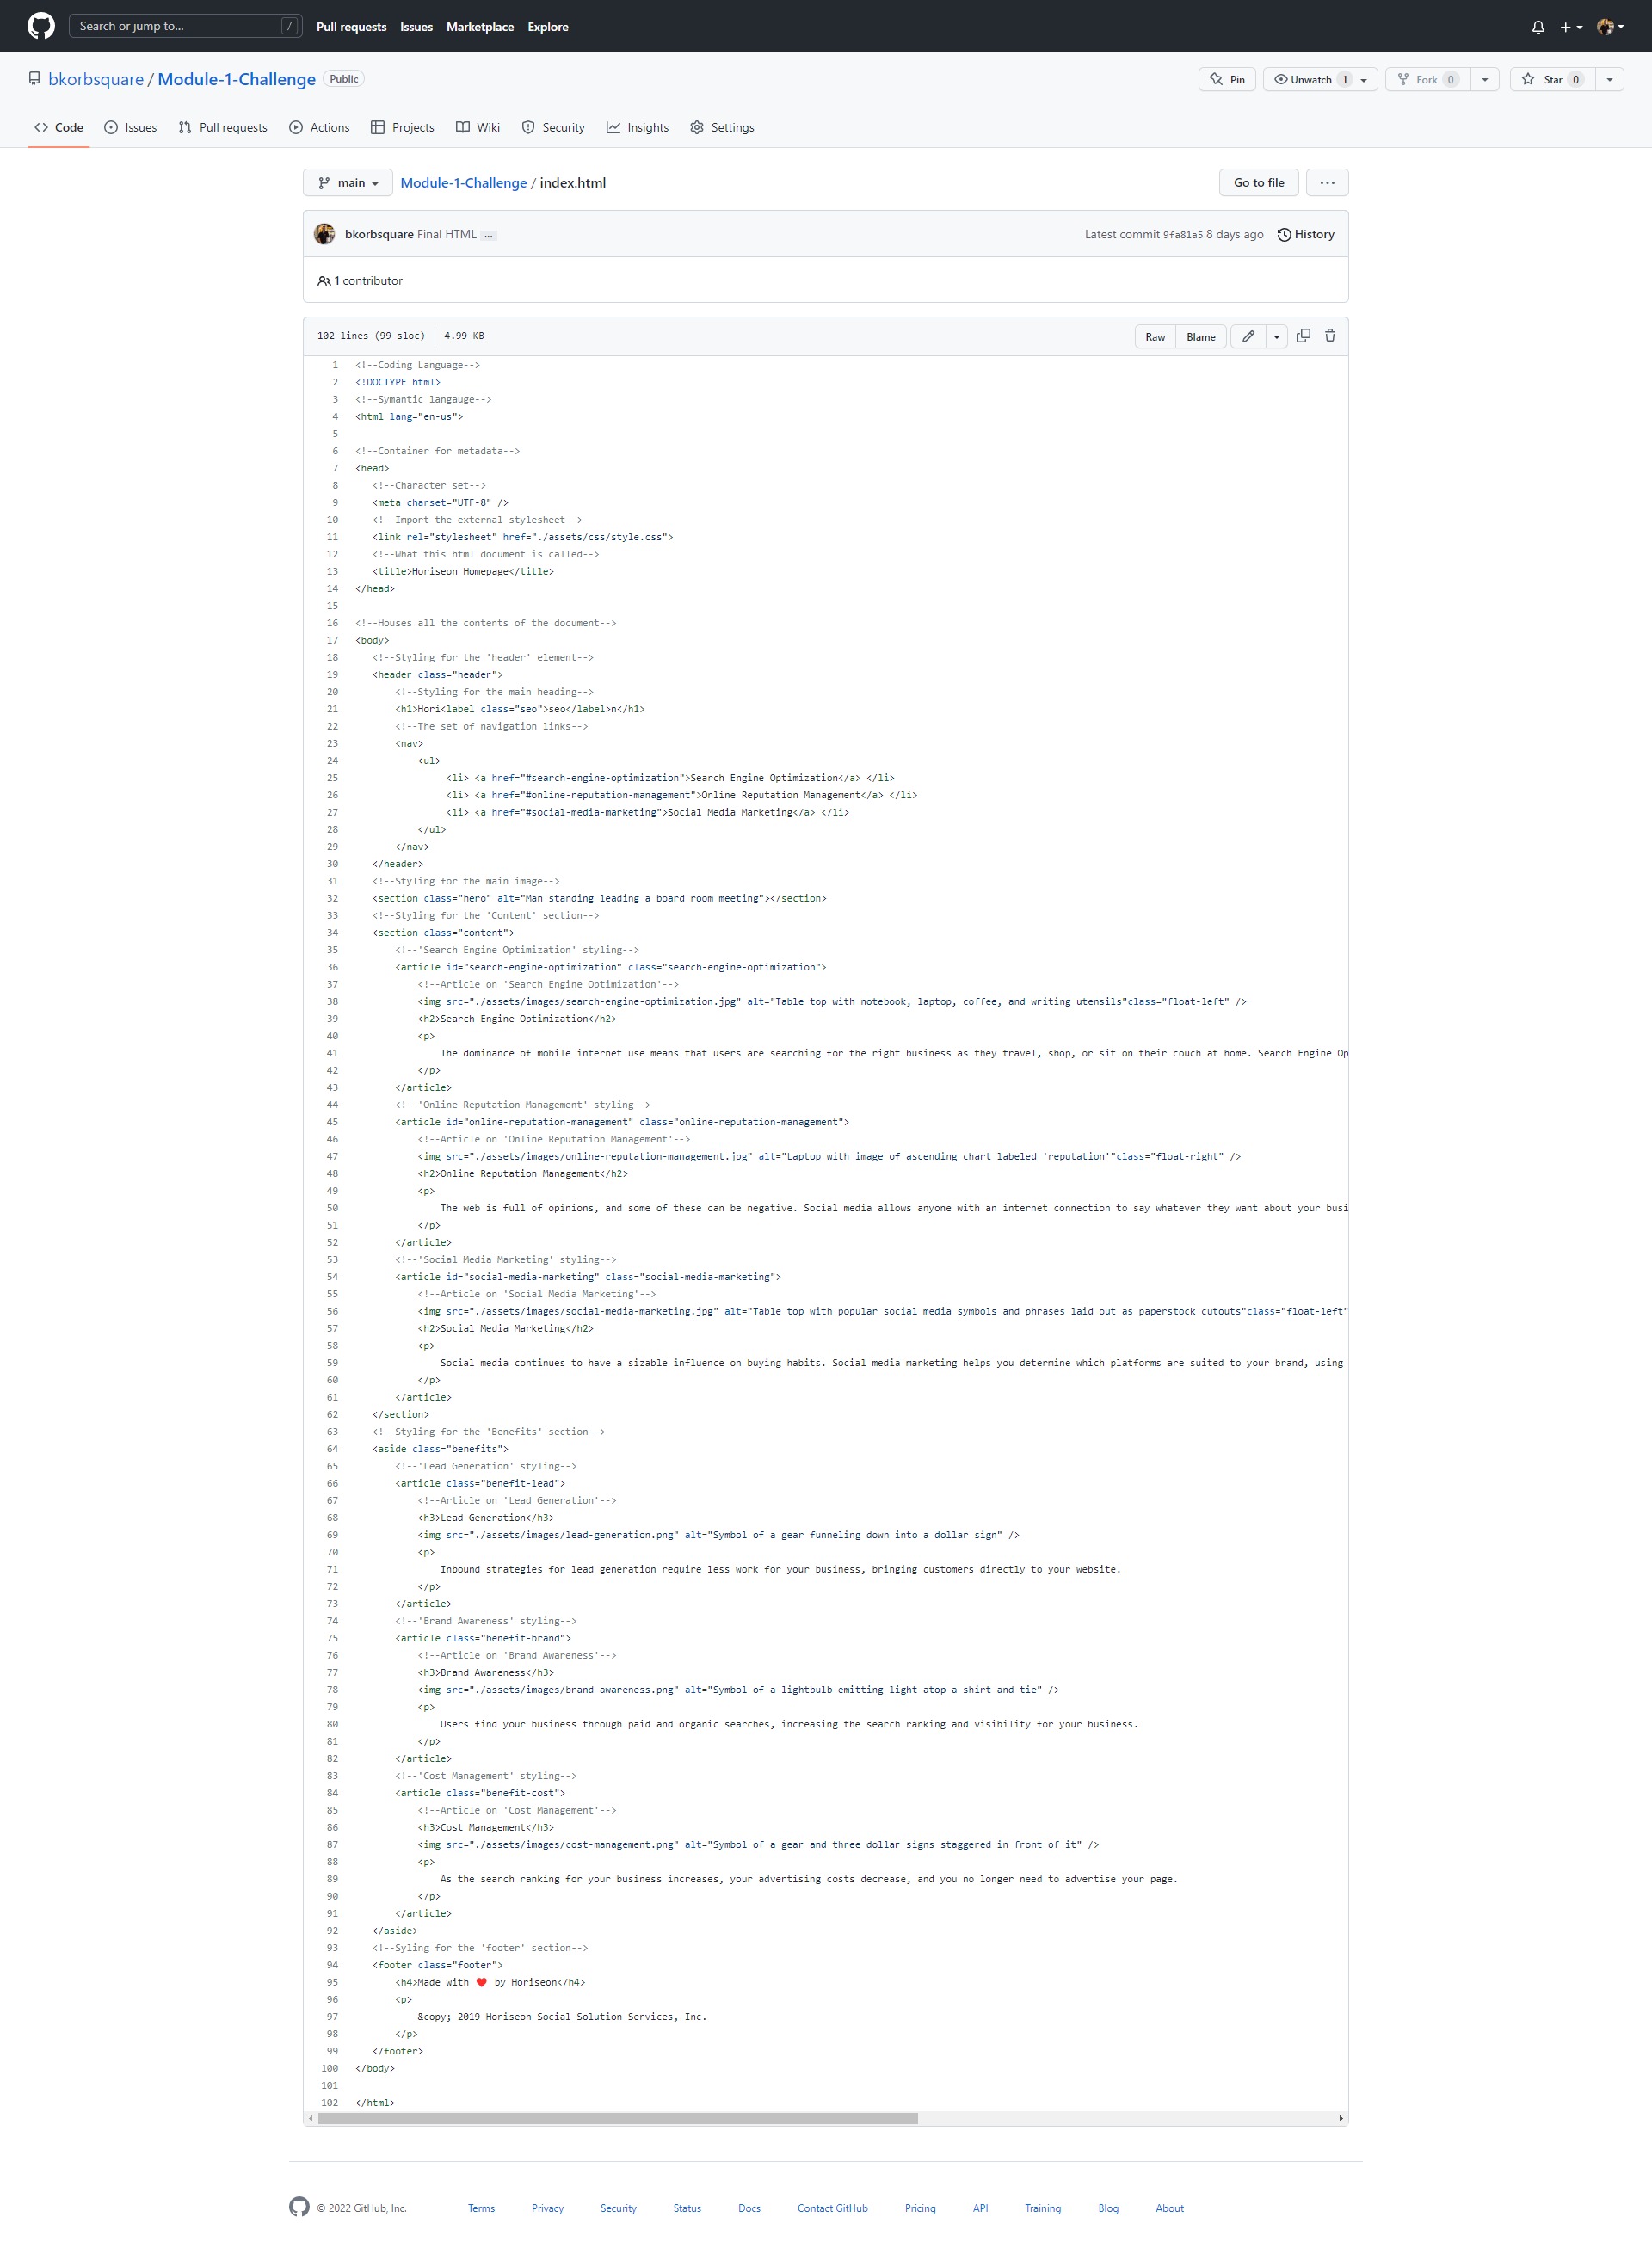 Search or jump to... /
Pull requests Issues Marketplace Explore
bkorbsquare / Module-1-Challenge Public
Pin Unwatch 1 Fork 0 Star 0
Code Issues Pull requests Actions Projects Wiki Security Insights Settings
main Module-1-Challenge / index.html Go to file ...
bkorbsquare Final HTML ... Latest commit 9fa81a5 8 days ago History
1 contributor
102 lines (99 sloc) 4.99 KB Raw Blame
1 <!--Coding Language-->
2 <!DOCTYPE html>
3 <!--Symantic langauge-->
4 <html lang="en-us">
5
6 <!--Container for metadata-->
7 <head>
8 <!--Character set-->
9 <meta charset="UTF-8" />
10 <!--Import the external stylesheet-->
11 <link rel="stylesheet" href="./assets/css/style.css">
12 <!--What this html document is called-->
13 <title>Horiseon Homepage</title>
14 </head>
15
16 <!--Houses all the contents of the document-->
17 <body>
18 <!--Styling for the 'header' element-->
19 <header class="header">
20 <!--Styling for the main heading-->
21 <h1>Hori<label class="seo">seo</label>n</h1>
22 <!--The set of navigation links-->
23 <nav>
24 <ul>
25 <li> <a href="#search-engine-optimization">Search Engine Optimization</a> </li>
26 <li> <a href="#online-reputation-management">Online Reputation Management</a> </li>
27 <li> <a href="#social-media-marketing">Social Media Marketing</a> </li>
28 </ul>
29 </nav>
30 </header>
31 <!--Styling for the main image-->
32 <section class="hero" alt="Man standing leading a board room meeting"></section>
33 <!--Styling for the 'Content' section-->
34 <section class="content">
35 <!--'Search Engine Optimization' styling-->
36 <article id="search-engine-optimization" class="search-engine-optimization">
37 <!--Article on 'Search Engine Optimization'-->
38 <img src="./assets/images/search-engine-optimization.jpg" alt="Table top with notebook, laptop, coffee, and writing utensils"class="float-left" />
39 <h2>Search Engine Optimization</h2>
40 <p>
41 The dominance of mobile internet use means that users are searching for the right business as they travel, shop, or sit on their couch at home. Search Engine Op
42 </p>
43 </article>
44 <!--'Online Reputation Management' styling-->
45 <article id="online-reputation-management" class="online-reputation-management">
46 <!--Article on 'Online Reputation Management'-->
47 <img src="./assets/images/online-reputation-management.jpg" alt="Laptop with image of ascending chart labeled 'reputation'"class="float-right" />
48 <h2>Online Reputation Management</h2>
49 <p>
50 The web is full of opinions, and some of these can be negative. Social media allows anyone with an internet connection to say whatever they want about your busi
51 </p>
52 </article>
53 <!--'Social Media Marketing' styling-->
54 <article id="social-media-marketing" class="social-media-marketing">
55 <!--Article on 'Social Media Marketing'-->
56 <img src="./assets/images/social-media-marketing.jpg" alt="Table top with popular social media symbols and phrases laid out as paperstock cutouts"class="float-left"
57 <h2>Social Media Marketing</h2>
58 <p>
59 Social media continues to have a sizable influence on buying habits. Social media marketing helps you determine which platforms are suited to your brand, using
60 </p>
61 </article>
62 </section>
63 <!--Styling for the 'Benefits' section-->
64 <aside class="benefits">
65 <!--'Lead Generation' styling-->
66 <article class="benefit-lead">
67 <!--Article on 'Lead Generation'-->
68 <h3>Lead Generation</h3>
69 <img src="./assets/images/lead-generation.png" alt="Symbol of a gear funneling down into a dollar sign" />
70 <p>
71 Inbound strategies for lead generation require less work for your business, bringing customers directly to your website.
72 </p>
73 </article>
74 <!--'Brand Awareness' styling-->
75 <article class="benefit-brand">
76 <!--Article on 'Brand Awareness'-->
77 <h3>Brand Awareness</h3>
78 <img src="./assets/images/brand-awareness.png" alt="Symbol of a lightbulb emitting light atop a shirt and tie" />
79 <p>
80 Users find your business through paid and organic searches, increasing the search ranking and visibility for your business.
81 </p>
82 </article>
83 <!--'Cost Management' styling-->
84 <article class="benefit-cost">
85 <!--Article on 'Cost Management'-->
86 <h3>Cost Management</h3>
87 <img src="./assets/images/cost-management.png" alt="Symbol of a gear and three dollar signs staggered in front of it" />
88 <p>
89 As the search ranking for your business increases, your advertising costs decrease, and you no longer need to advertise your page.
90 </p>
91 </article>
92 </aside>
93 <!--Syling for the 'footer' section-->
94 <footer class="footer">
95 <h4>Made with ❤️ by Horiseon</h4>
96 <p>
97 &copy; 2019 Horiseon Social Solution Services, Inc.
98 </p>
99 </footer>
100 </body>
101
102 </html>
© 2022 GitHub, Inc. Terms Privacy Security Status Docs Contact GitHub Pricing API Training Blog About